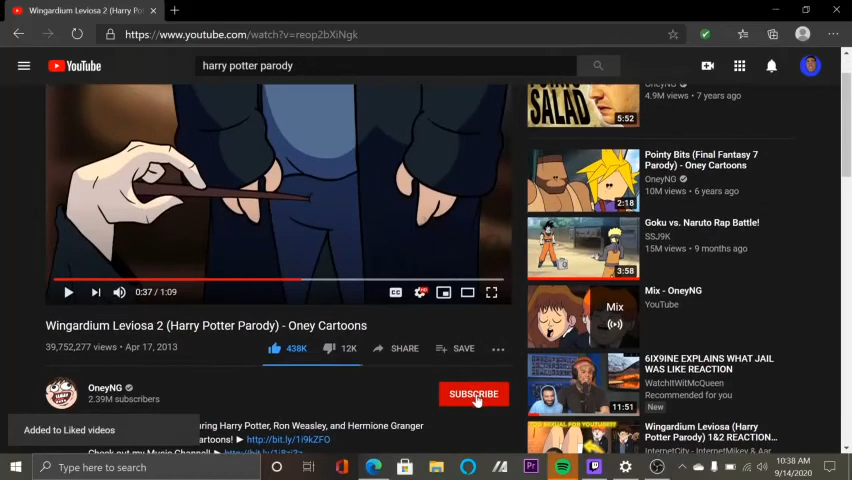 Wingardium Leviosa 2 (Harry Pot
https://www.youtube.com/watch?v=reop2bXiNgk
YouTube
harry potter parody
SALAD
5:52
OneyNG
4.9M views • 7 years ago
Pointy Bits (Final Fantasy 7
Parody) - Oney Cartoons
OneyNG
10M views • 6 years ago
2:18
Goku vs. Naruto Rap Battle!
SSJ9K
15M views • 9 months ago
3:58
Mix - OneyNG
YouTube
Mix
0:37 / 1:09
CC
HD
Wingardium Leviosa 2 (Harry Potter Parody) - Oney Cartoons
39,752,277 views • Apr 17, 2013
438K
12K
SHARE
SAVE
6IX9INE EXPLAINS WHAT JAIL
WAS LIKE REACTION
WatchItWithMcQueen
Recommended for you
New
11:51
OneyNG
2.39M subscribers
SUBSCRIBE
Added to Liked videos
uring Harry Potter, Ron Weasley, and Hermione Granger
artoons! ► http://bit.ly/1i9kZFO
Check out my Music Channel! ►
Wingardium Leviosa (Harry
Potter Parody) 1&2 REACTION...
Type here to search
Pr
10:38 AM
9/14/2020